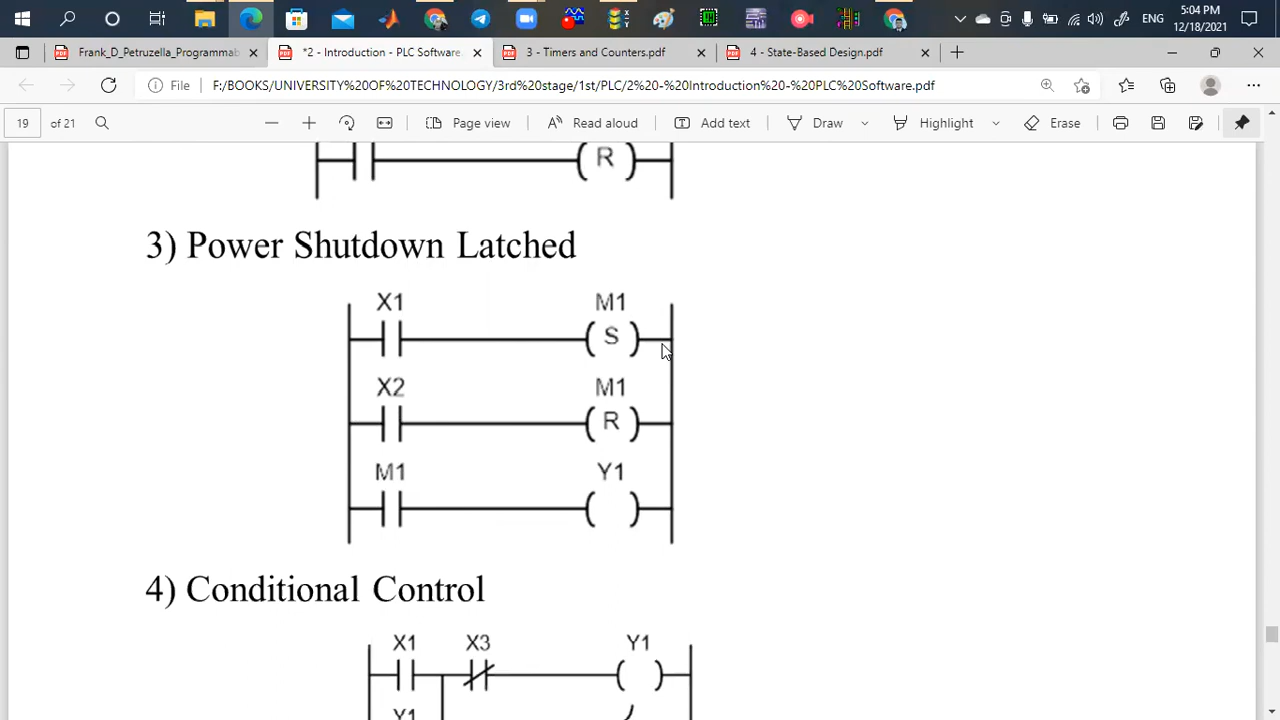 ENG
5:04 PM
12/18/2021
Frank_D_Petruzella_Programmab
*2 - Introduction - PLC Software.
3 - Timers and Counters.pdf
4 - State-Based Design.pdf
File
F:/BOOKS/UNIVERSITY%20OF%20TECHNOLOGY/3rd%20stage/1st/PLC/2%20-%20Introduction%20-%20PLC%20Software.pdf
19 of 21
Page view
Read aloud
Add text
Draw
Highlight
Erase
R
3) Power Shutdown Latched
X1 M1
S
X2 M1
R
M1 Y1
4) Conditional Control
X1 X3 Y1
Y1